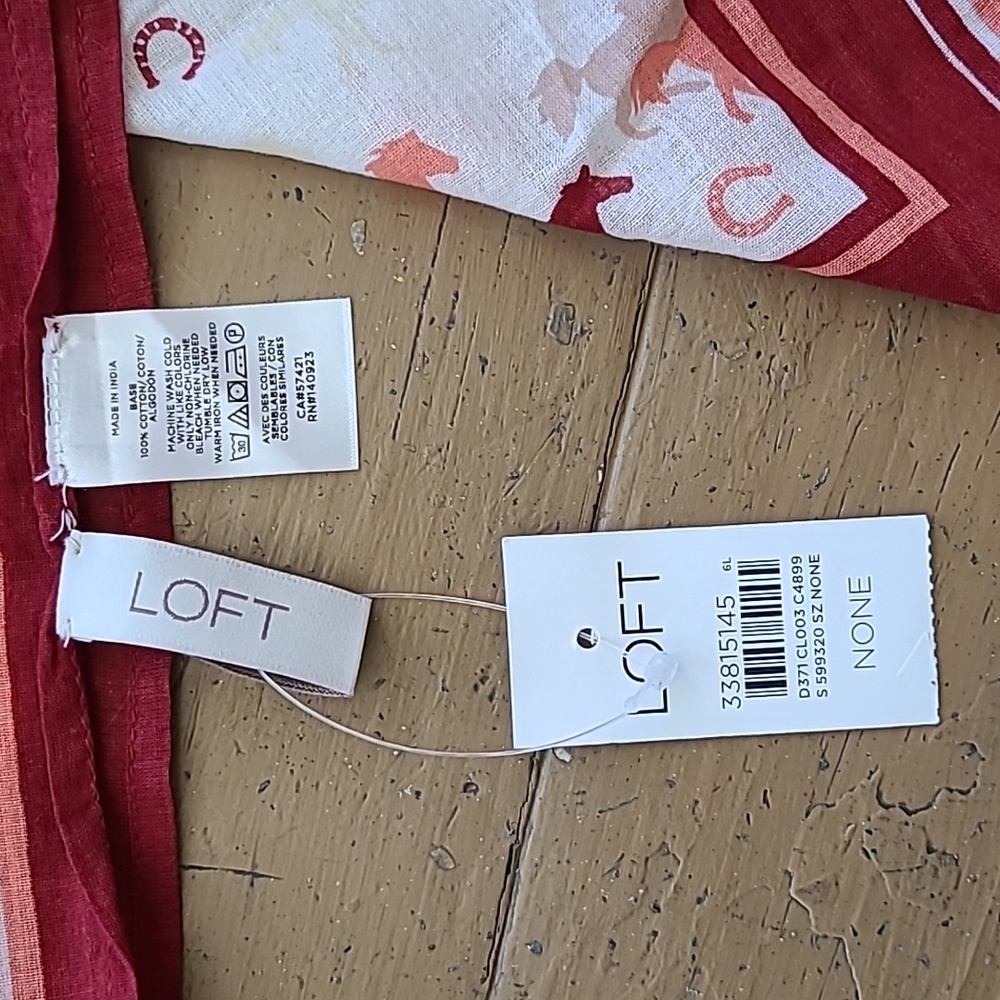 MADE IN INDIA
BASE
100% COTTON/ COTTON/
ALGODON
MACHINE WASH COLD
WITH LIKE COLORS
ONLY NON-CHLORINE
BLEACH WHEN NEEDED
TUMBLE DRY LOW
WARM IRON WHEN NEEDED
30
P
AVEC DES COULEURS
SEMBLABLES / CON
COLORES SIMILARES
CA#57421
RN#140923
LOFT
LOFT
33815145 6L
D371 CL003 C4899
S 599320 SZ NONE
NONE